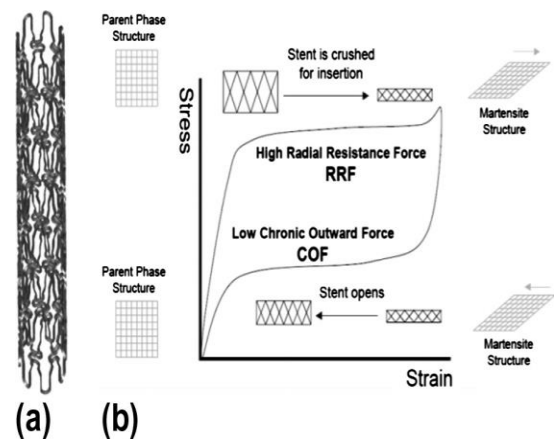 Parent Phase
Structure
Stent is crushed
for insertion
Martensite
Structure
Stress
High Radial Resistance Force
RRF
Low Chronic Outward Force
COF
Parent Phase
Structure
Stent opens
Martensite
Structure
Strain
(a)
(b)